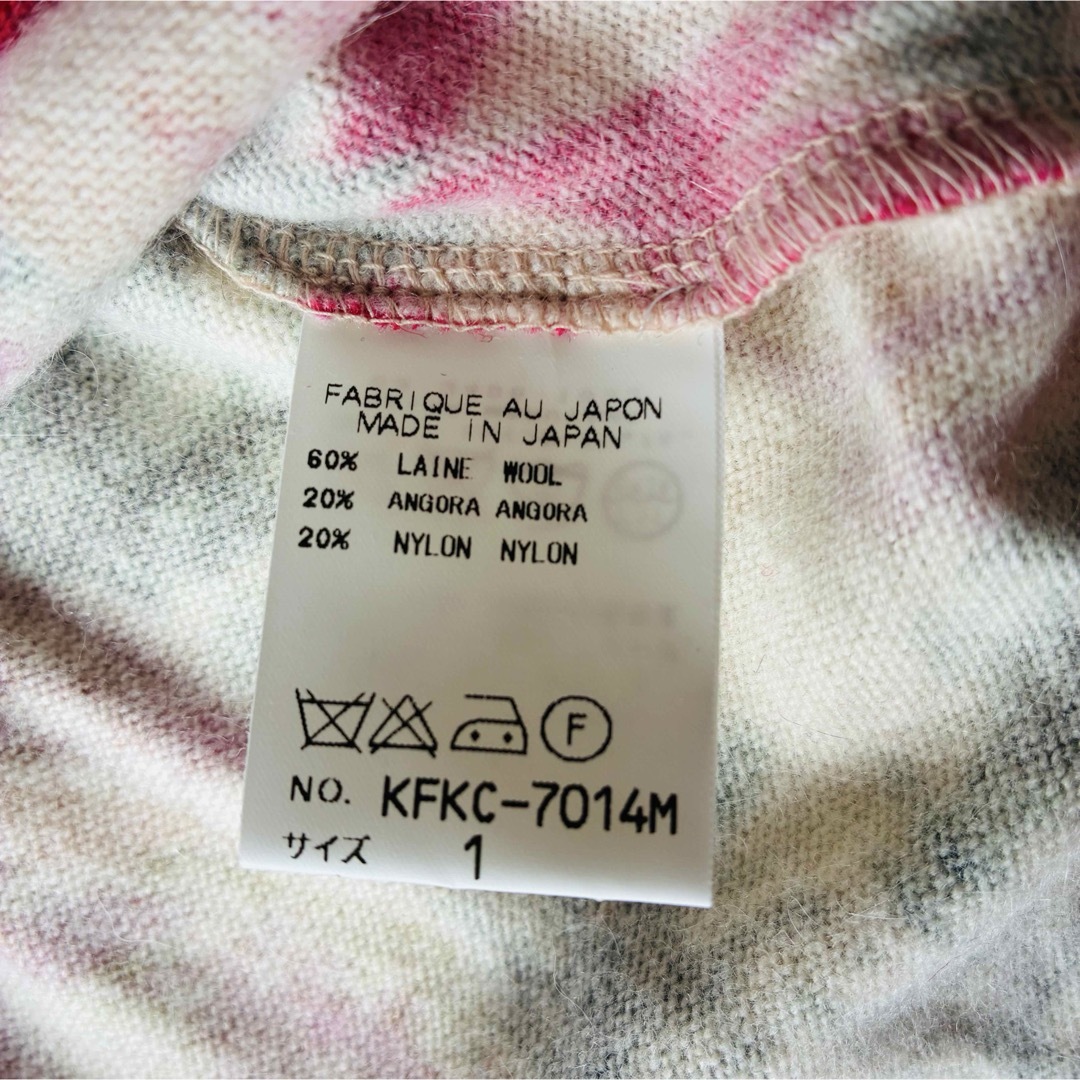 FABRIQUE AU JAPON
MADE IN JAPAN
60% LAINE WOOL
20% ANGORA ANGORA
20% NYLON NYLON
F
NO. KFKC-7014M
サイズ 1